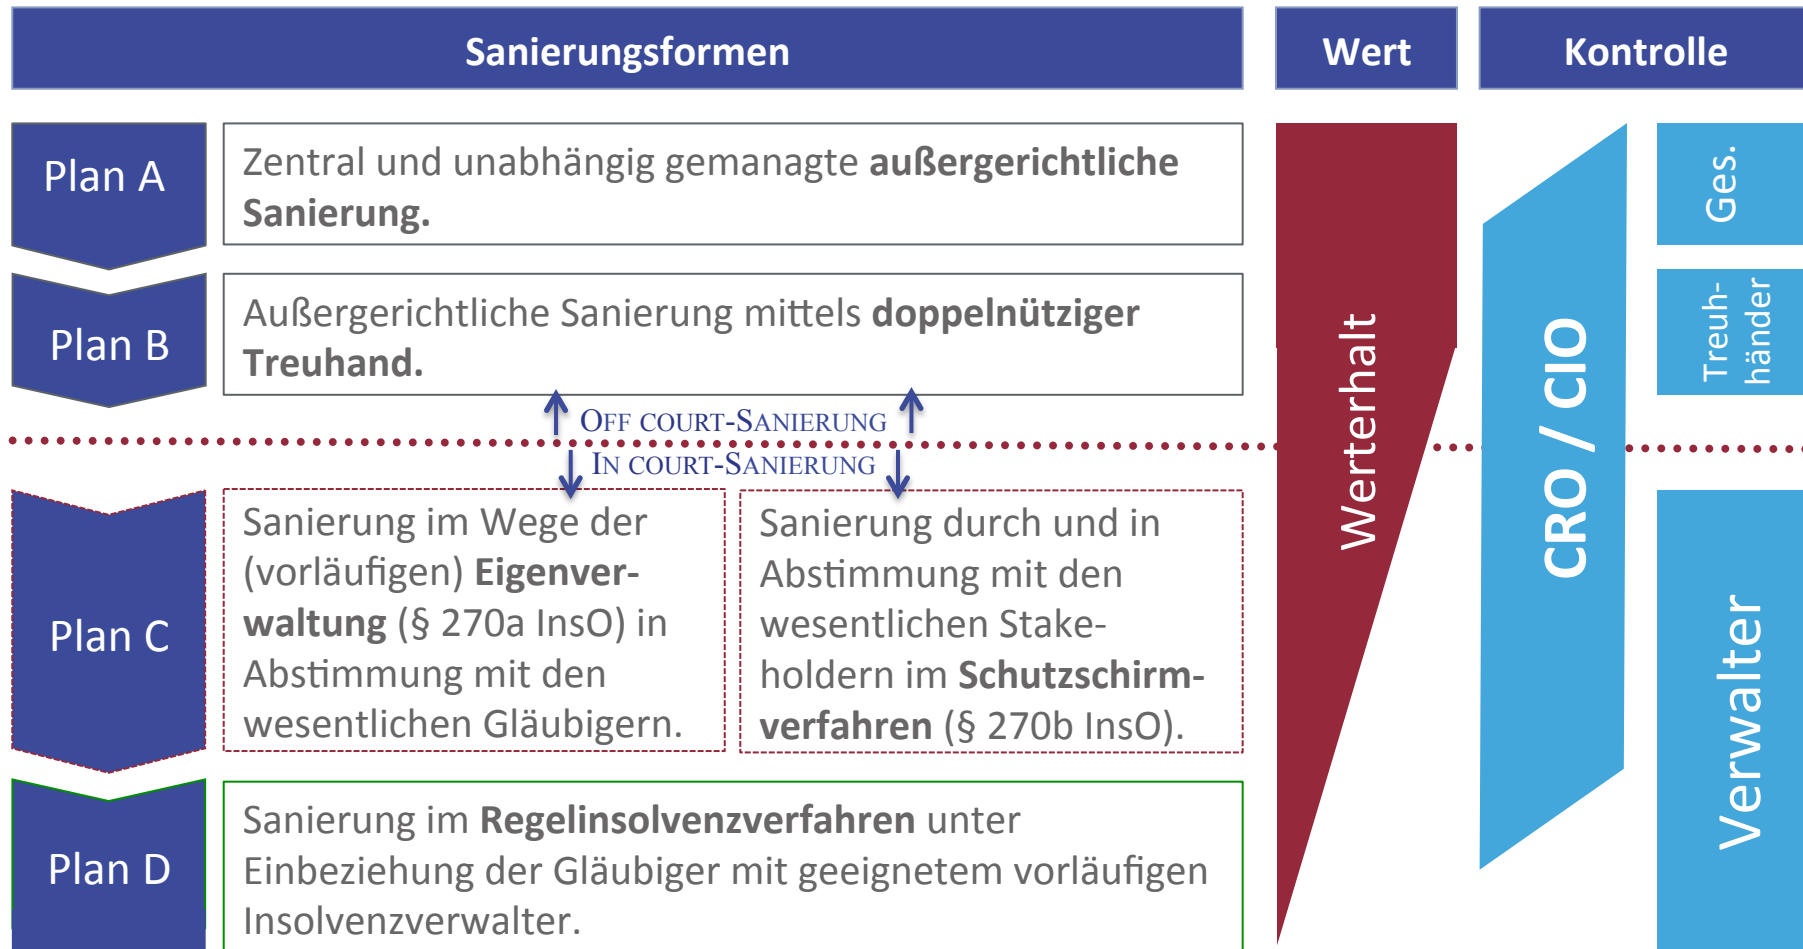 Sanierungsformen
Wert
Kontrolle
Plan A
Zentral und unabhängig gemanagte außergerichtliche
Sanierung.
Plan B
Außergerichtliche Sanierung mittels doppelnütziger
Treuhand.
OFF COURT-SANIERUNG
IN COURT-SANIERUNG
Plan C
Sanierung im Wege der
(vorläufigen) Eigenver-
waltung (§ 270a InsO) in
Abstimmung mit den
wesentlichen Gläubigern.
Sanierung durch und in
Abstimmung mit den
wesentlichen Stake-
holdern im Schutzschirm-
verfahren (§ 270b InsO).
Plan D
Sanierung im Regelinsolvenzverfahren unter
Einbeziehung der Gläubiger mit geeignetem vorläufigen
Insolvenzverwalter.
Werterhalt
CRO / CIO
Ges.
Treuh-
händer
Verwalter